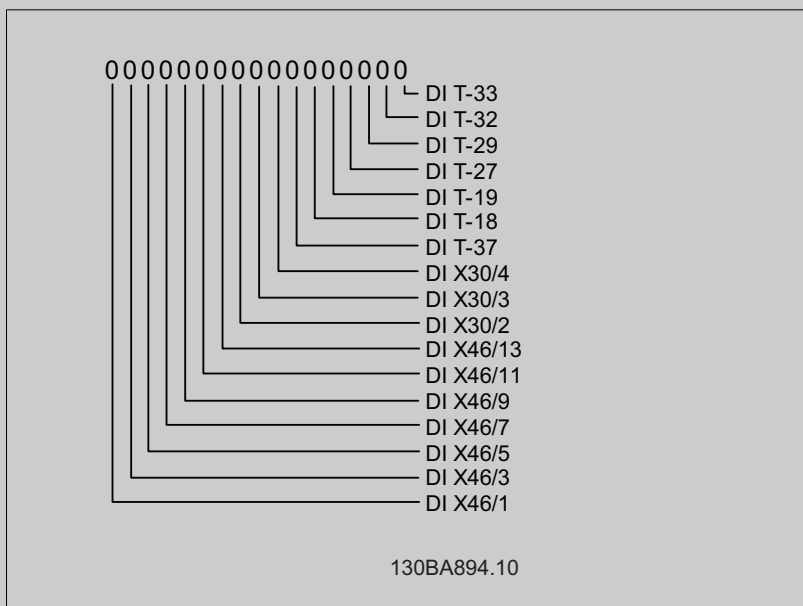 00000000000000000
DI T-33
DI T-32
DI T-29
DI T-27
DI T-19
DI T-18
DI T-37
DI X30/4
DI X30/3
DI X30/2
DI X46/13
DI X46/11
DI X46/9
DI X46/7
DI X46/5
DI X46/3
DI X46/1
130BA894.10